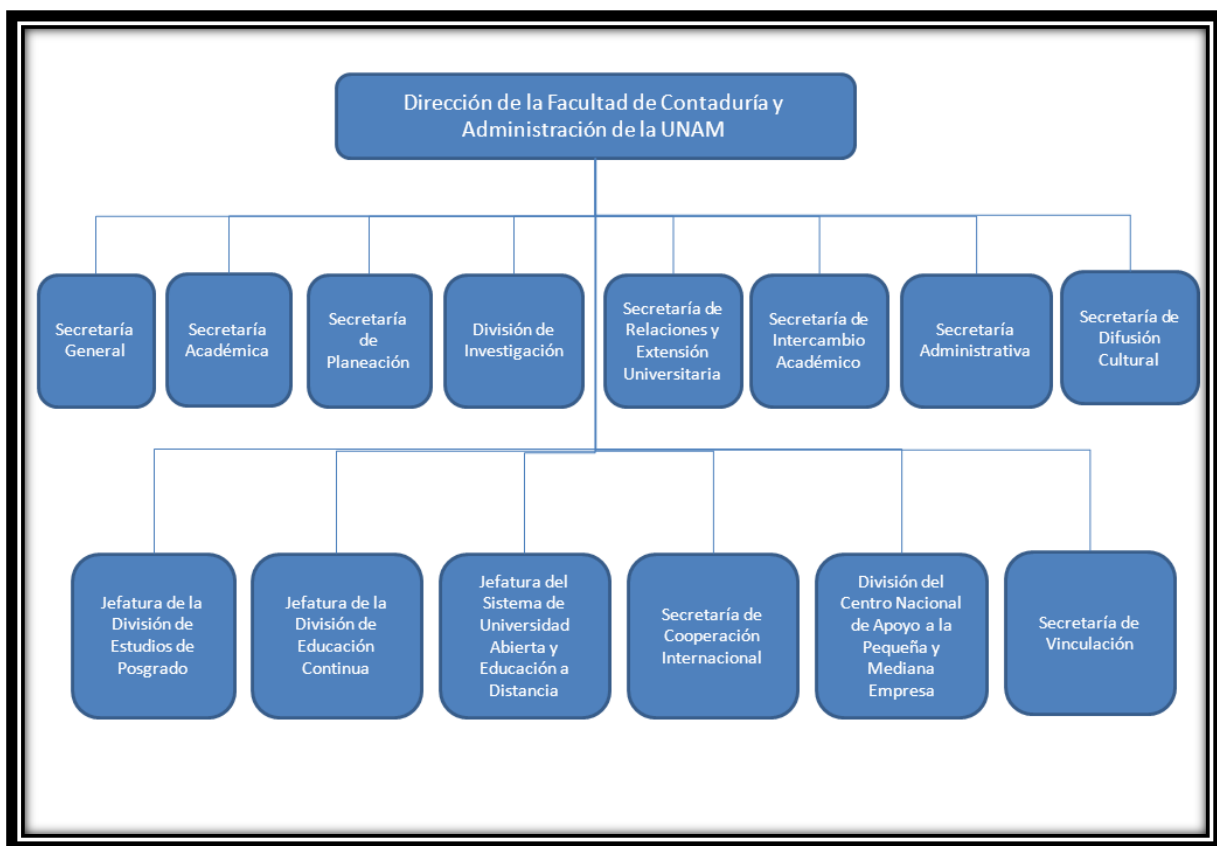 Dirección de la Facultad de Contaduría y
Administración de la UNAM
Secretaría
General
Secretaría
Académica
Secretaría
de
Planeación
División de
Investigación
Secretaría de
Relaciones y
Extensión
Universitaria
Secretaría de
Intercambio
Académico
Secretaría
Administrativa
Secretaría de
Difusión
Cultural
Jefatura de la
División de
Estudios de
Posgrado
Jefatura de la
División de
Educación
Continua
Jefatura del
Sistema de
Universidad
Abierta y
Educación a
Distancia
Secretaría de
Cooperación
Internacional
División del
Centro Nacional
de Apoyo a la
Pequeña y
Mediana
Empresa
Secretaría de
Vinculación